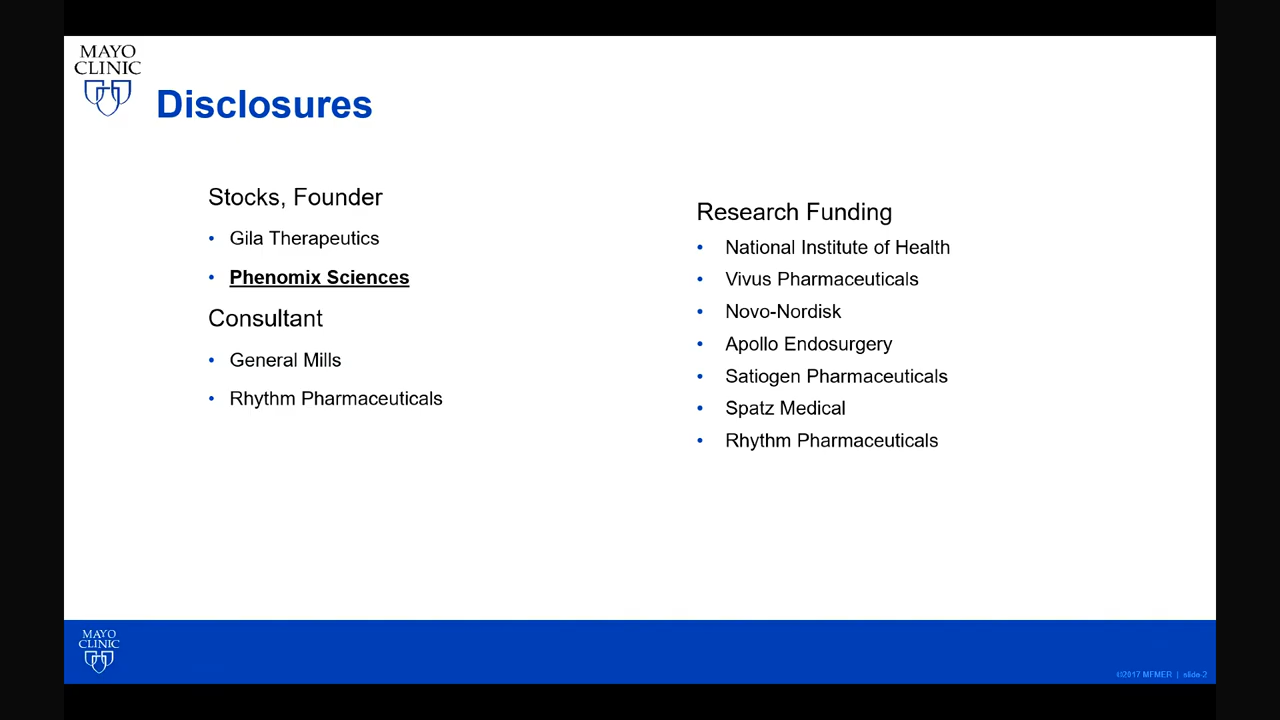 MAYO
CLINIC
Disclosures
Stocks, Founder
• Gila Therapeutics
• Phenomix Sciences
Consultant
• General Mills
• Rhythm Pharmaceuticals
Research Funding
• National Institute of Health
• Vivus Pharmaceuticals
• Novo-Nordisk
• Apollo Endosurgery
• Satiogen Pharmaceuticals
• Spatz Medical
• Rhythm Pharmaceuticals
MAYO
CLINIC
©2017 MFMER | slide-2